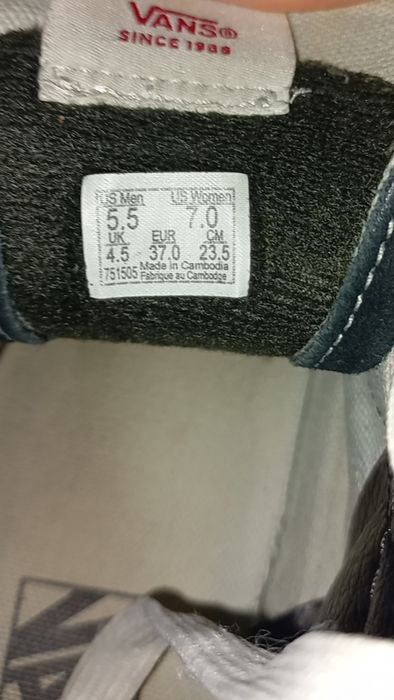 VANS®
SINCE 1966
US Men US Women
5.5 7.0
UK EUR CM
4.5 37.0 23.5
751505 Made in Cambodia
Fabriqué au Cambodge